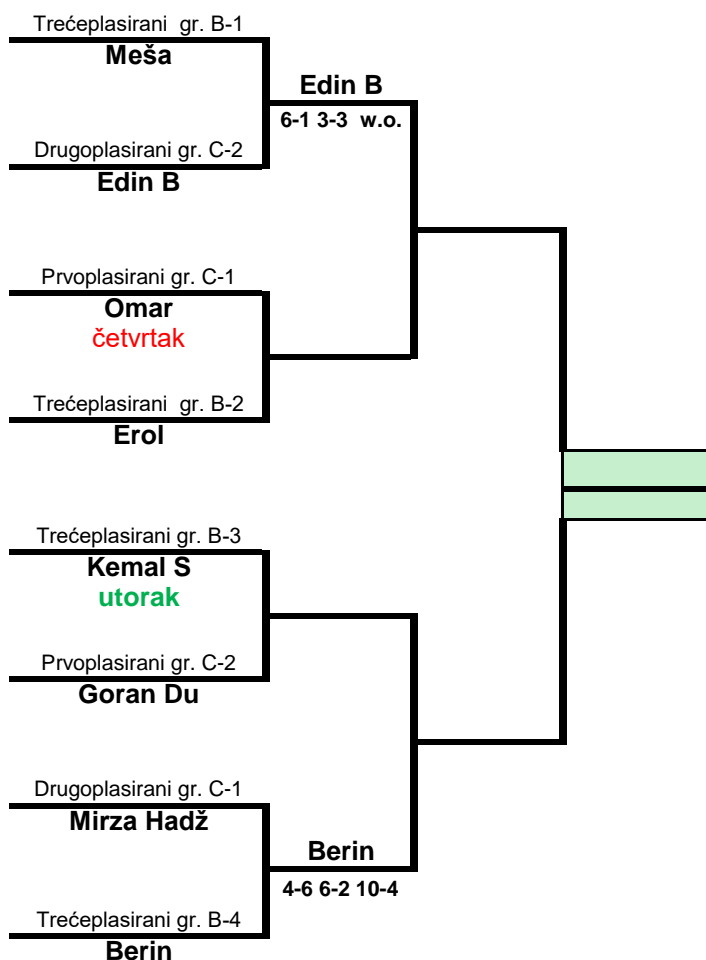 Trećeplasirani gr. B-1
Meša
Edin B
6-1 3-3 w.o.
Drugoplasirani gr. C-2
Edin B
Prvoplasirani gr. C-1
Omar
četvrtak
Trećeplasirani gr. B-2
Erol
Trećeplasirani gr. B-3
Kemal S
utorak
Prvoplasirani gr. C-2
Goran Du
Drugoplasirani gr. C-1
Mirza Hadž
Berin
4-6 6-2 10-4
Trećeplasirani gr. B-4
Berin